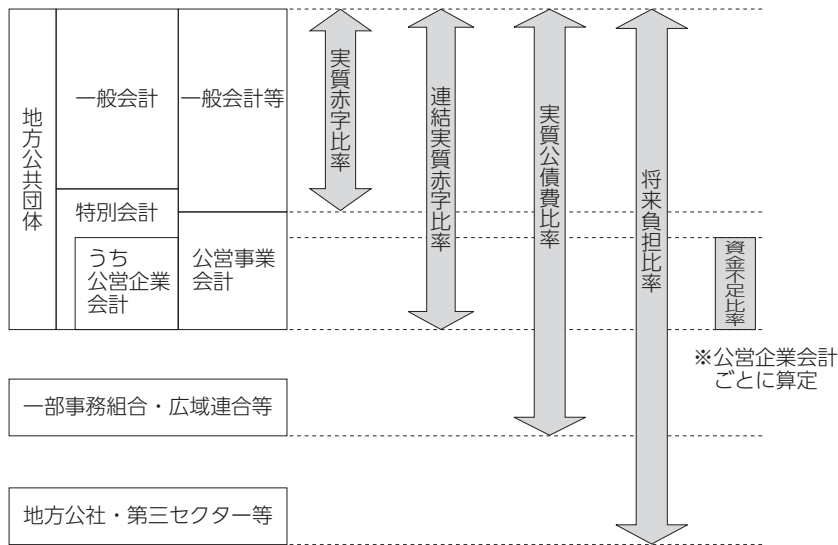 地方公共団体
一般会計
一般会計等
特別会計
うち
公営企業
会計
公営事業
会計
実質赤字比率
連結実質赤字比率
実質公債費比率
将来負担比率
資金不足比率
※公営企業会計
ごとに算定
一部事務組合・広域連合等
地方公社・第三セクター等